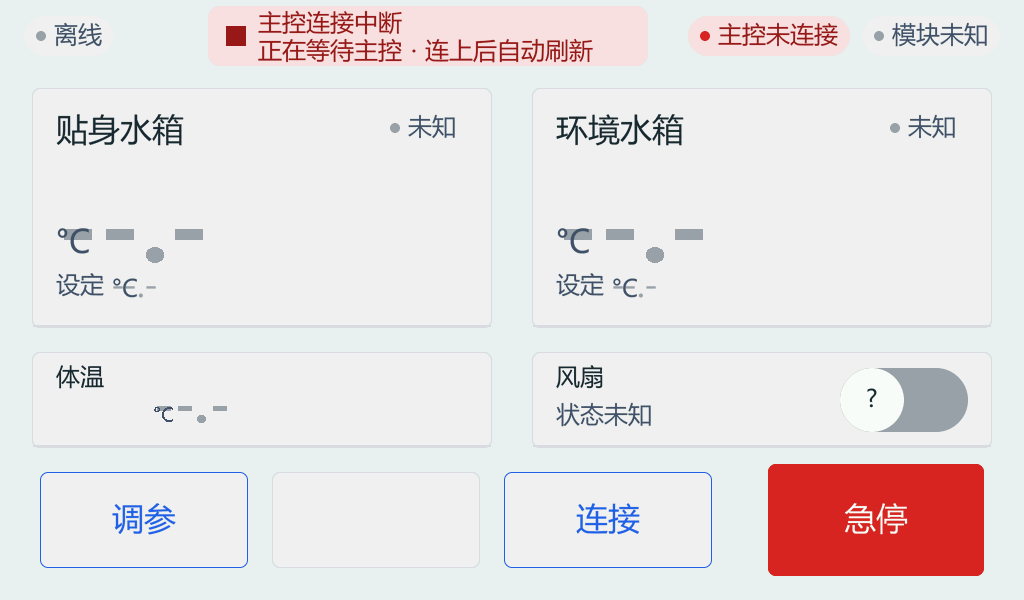 离线
主控连接中断
正在等待主控 · 连上后自动刷新
主控未连接
模块未知
贴身水箱
未知
℃ --.-
设定 ℃ --.-
环境水箱
未知
℃ --.-
设定 ℃ --.-
体温
℃ --.-
风扇
状态未知
?
调参
连接
急停